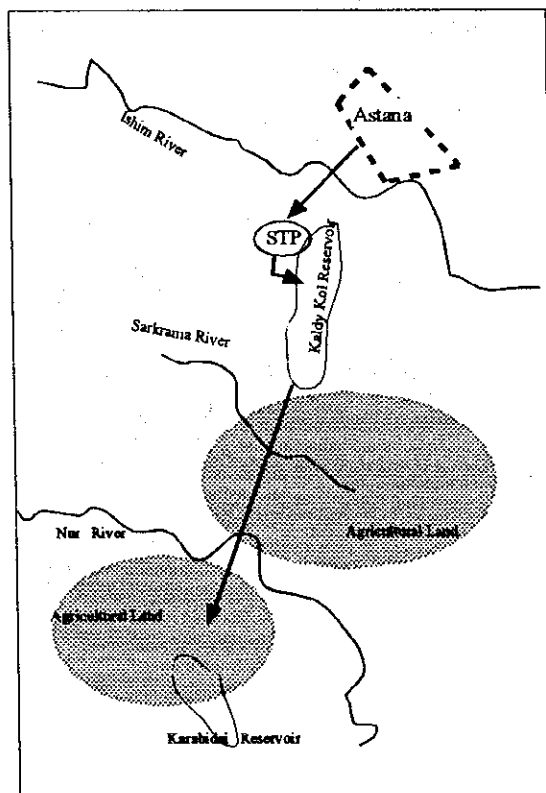 Astana
Ishim River
STP
Kaldy Kol Reservoir
Sarkrama River
Agricultural Land
Nur River
Agricultural Land
Karabidai Reservoir